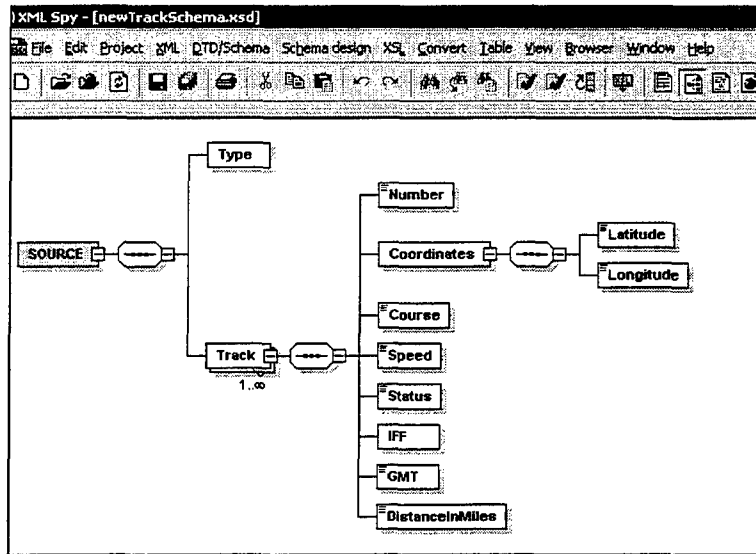 XML Spy - [newTrackSchema.xsd]
File Edit Project XML DTD/Schema Schema design XSL Convert Table View Browser Window Help
Type
Number
SOURCE
Coordinates
Latitude
Longitude
Course
Track
1..∞
Speed
Status
IFF
GMT
DistanceInMiles